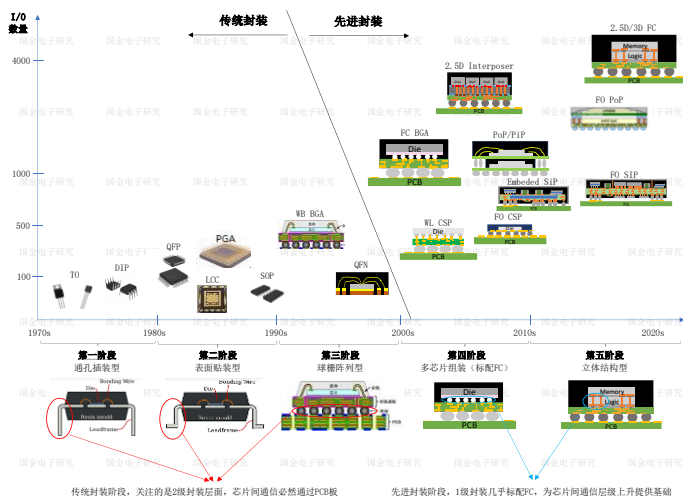 I/O
数量
传统封装
先进封装
4000
1000
500
100
2.5D/3D FC
Memory
Logic
2.5D Interposer
PCB
FO PoP
FC BGA
Die
PCB
PoP/PiP
Embeded SiP
FO SIP
WB BGA
WL CSP
Die
PCB
FO CSP
PCB
QFP
PGA
DIP
TO
LCC
SOP
QFN
1970s
1980s
1990s
2000s
2010s
2020s
第一阶段
通孔插装型
第二阶段
表面贴装型
第三阶段
球栅阵列型
第四阶段
多芯片组装（标配FC）
第五阶段
立体结构型
Bonding Wire
Die
Resin mould
Leadframe
Bonding Wire
Die
Leadframe
PCB
Die
PCB
Memory
Logic
PCB
传统封装阶段，关注的是2级封装层面，芯片间通信必然通过PCB板
先进封装阶段，1级封装几乎标配FC，为芯片间通信层级上升提供基础
国金电子研究